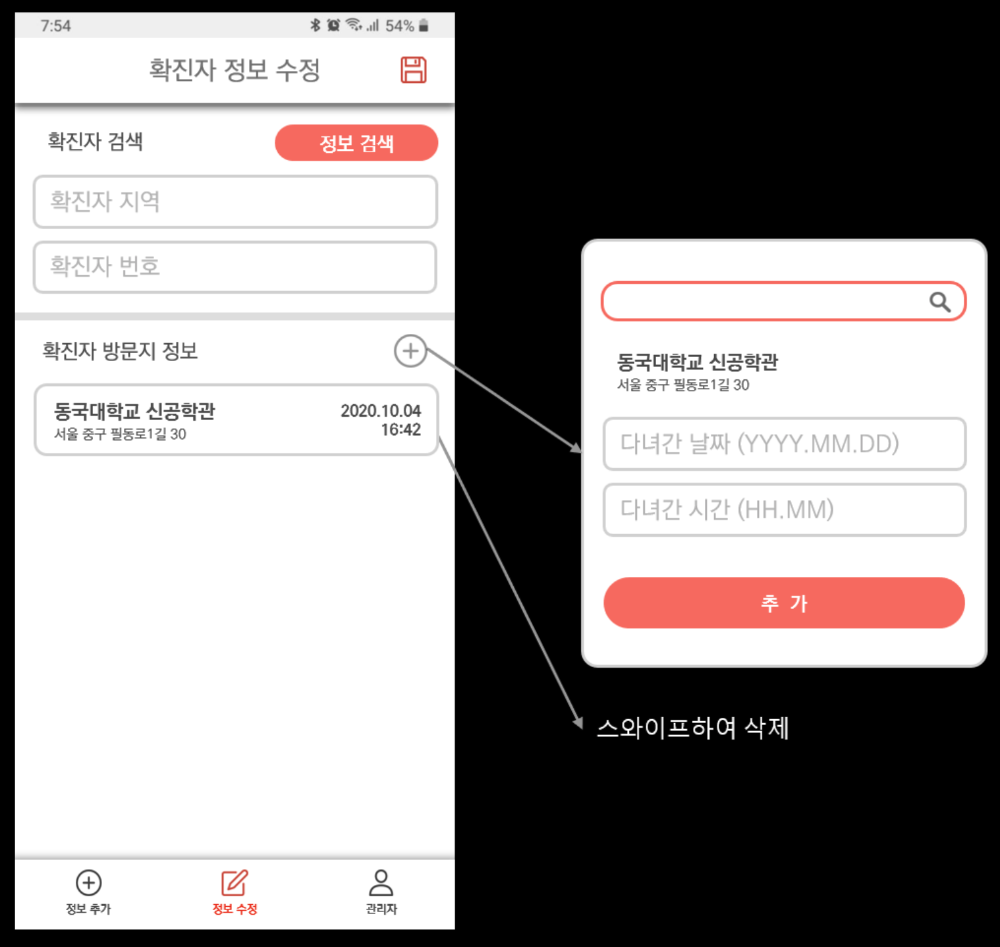 7:54
54%
확진자 정보 수정
확진자 검색
정보 검색
확진자 지역
확진자 번호
확진자 방문지 정보
동국대학교 신공학관
2020.10.04
서울 중구 필동로1길 30
16:42
정보 추가
정보 수정
관리자
동국대학교 신공학관
서울 중구 필동로1길 30
다녀간 날짜 (YYYY.MM.DD)
다녀간 시간 (HH.MM)
추 가
스와이프하여 삭제